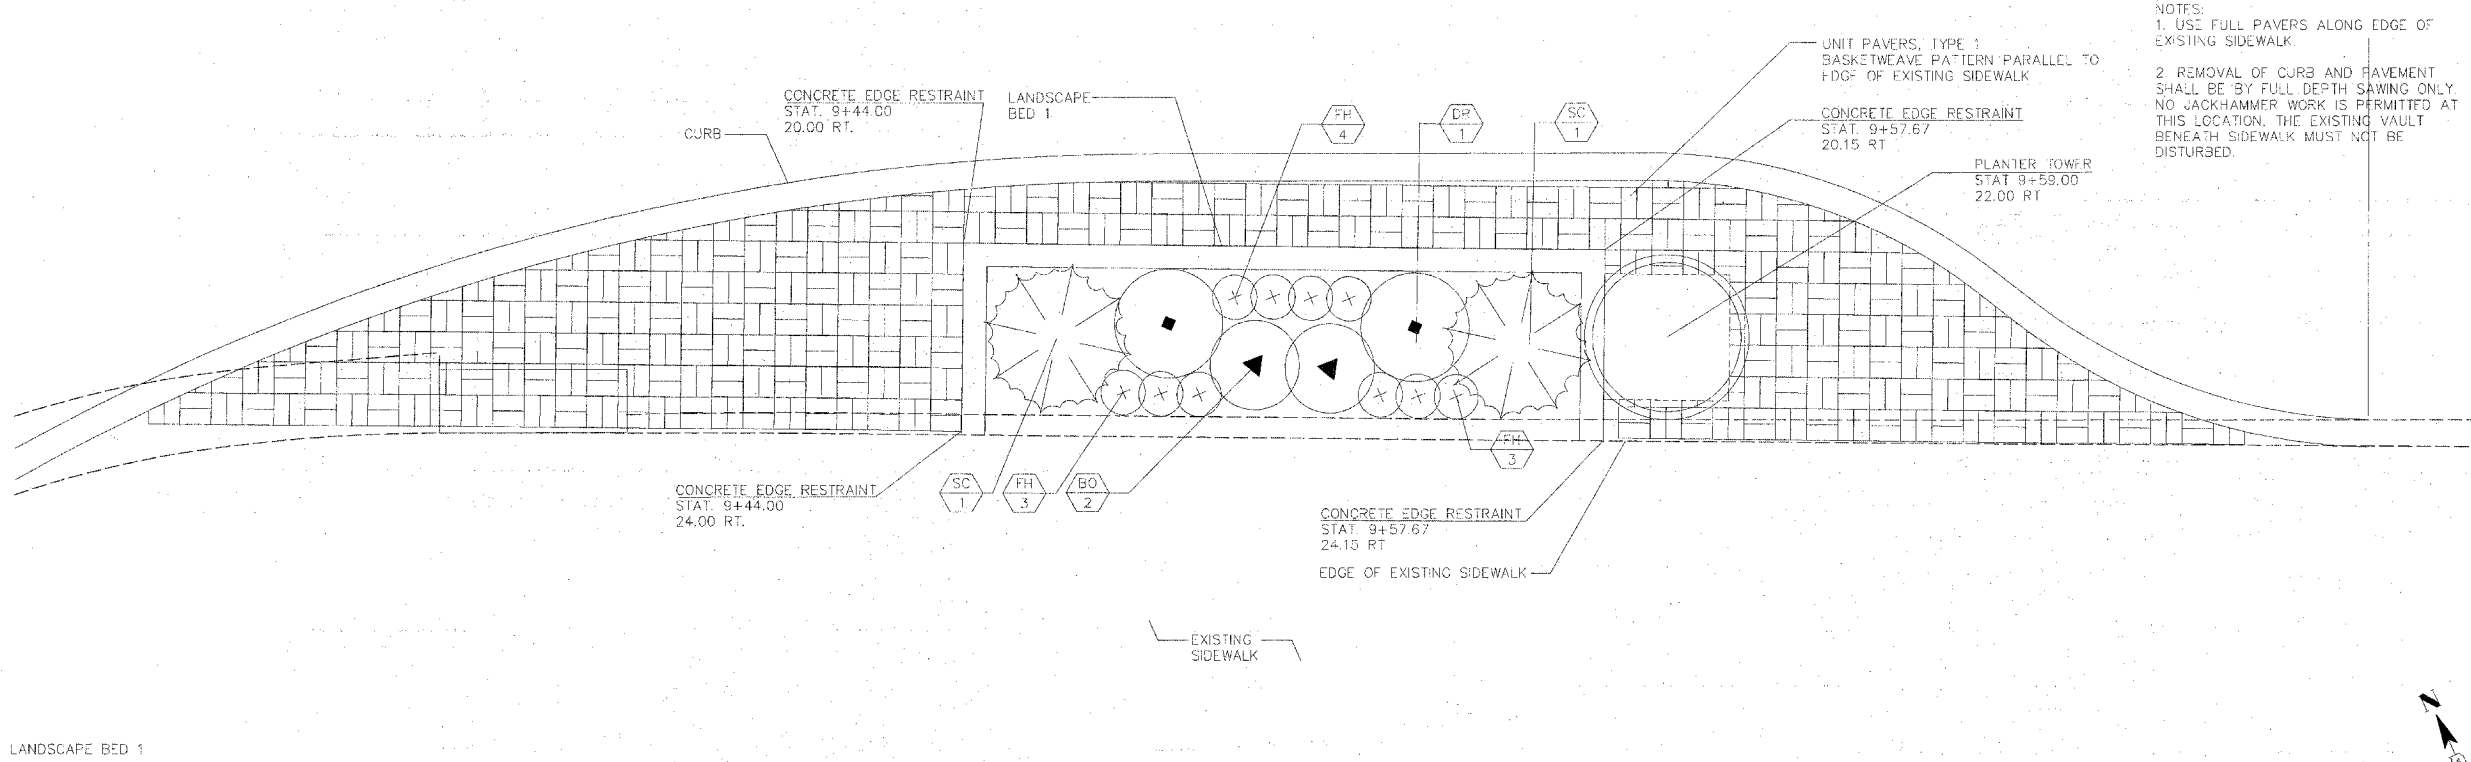 NOTES:
1. USE FULL PAVERS ALONG EDGE OF
EXISTING SIDEWALK.
2. REMOVAL OF CURB AND PAVEMENT
SHALL BE BY FULL DEPTH SAWING ONLY.
NO JACKHAMMER WORK IS PERMITTED AT
THIS LOCATION. THE EXISTING VAULT
BENEATH SIDEWALK MUST NOT BE
DISTURBED.
UNIT PAVERS, TYPE 1
BASKETWEAVE PATTERN PARALLEL TO
EDGE OF EXISTING SIDEWALK
CONCRETE EDGE RESTRAINT
STAT. 9+44.00
20.00 RT.
LANDSCAPE
BED 1
CURB
FH
4
DR
1
SC
1
CONCRETE EDGE RESTRAINT
STAT. 9+57.67
20.15 RT
PLANTER TOWER
STAT 9+59.00
22.00 RT
CONCRETE EDGE RESTRAINT
STAT. 9+44.00
24.00 RT.
SC
1
FH
3
BO
2
FH
3
CONCRETE EDGE RESTRAINT
STAT. 9+57.67
24.15 RT
EDGE OF EXISTING SIDEWALK
EXISTING
SIDEWALK
N
LANDSCAPE BED 1